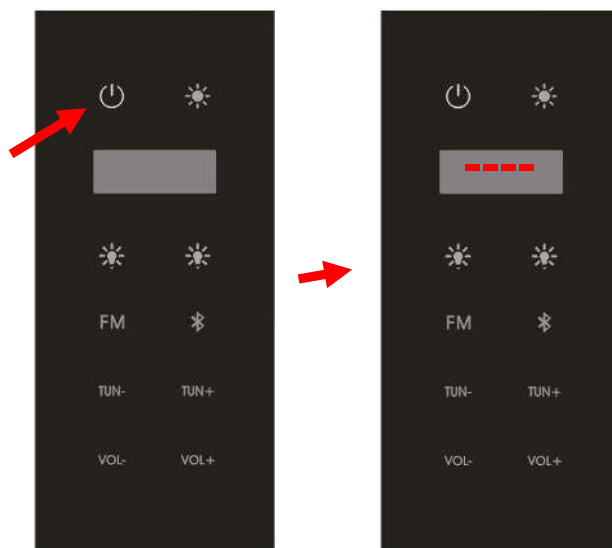 ----
FM
TUN- TUN+
VOL- VOL+
FM
TUN- TUN+
VOL- VOL+